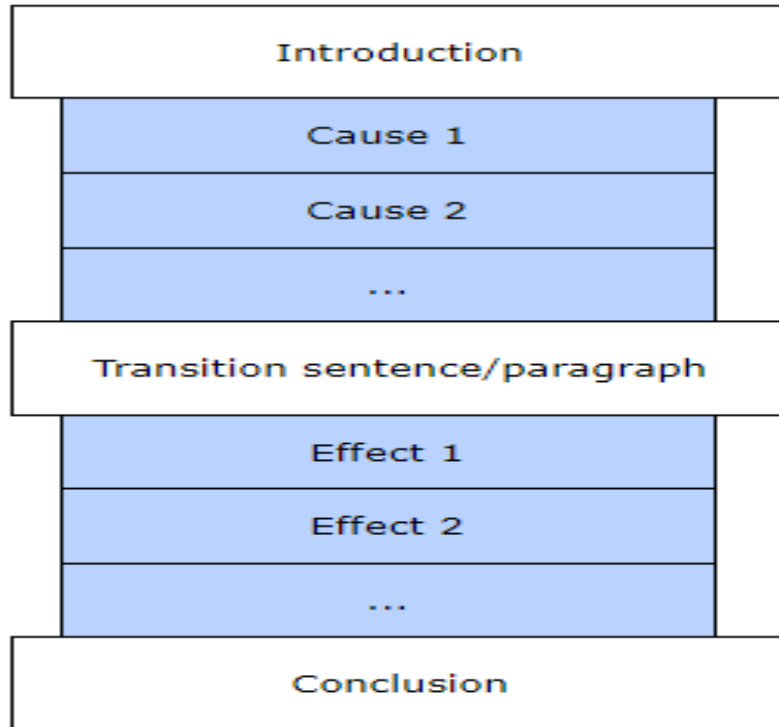 Introduction
Cause 1
Cause 2
...
Transition sentence/paragraph
Effect 1
Effect 2
...
Conclusion